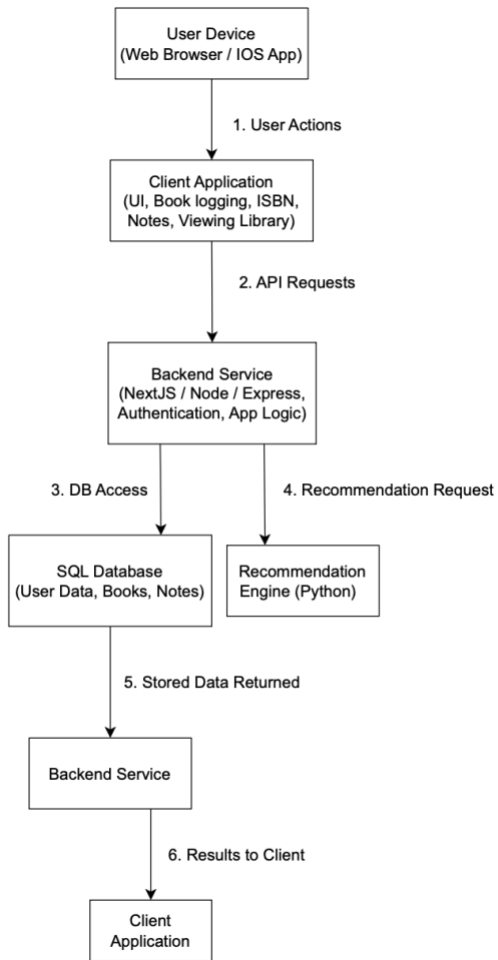 User Device
(Web Browser / IOS App)
1. User Actions
Client Application
(UI, Book logging, ISBN,
Notes, Viewing Library)
2. API Requests
Backend Service
(NextJS / Node / Express,
Authentication, App Logic)
3. DB Access
4. Recommendation Request
SQL Database
(User Data, Books, Notes)
Recommendation
Engine (Python)
5. Stored Data Returned
Backend Service
6. Results to Client
Client
Application